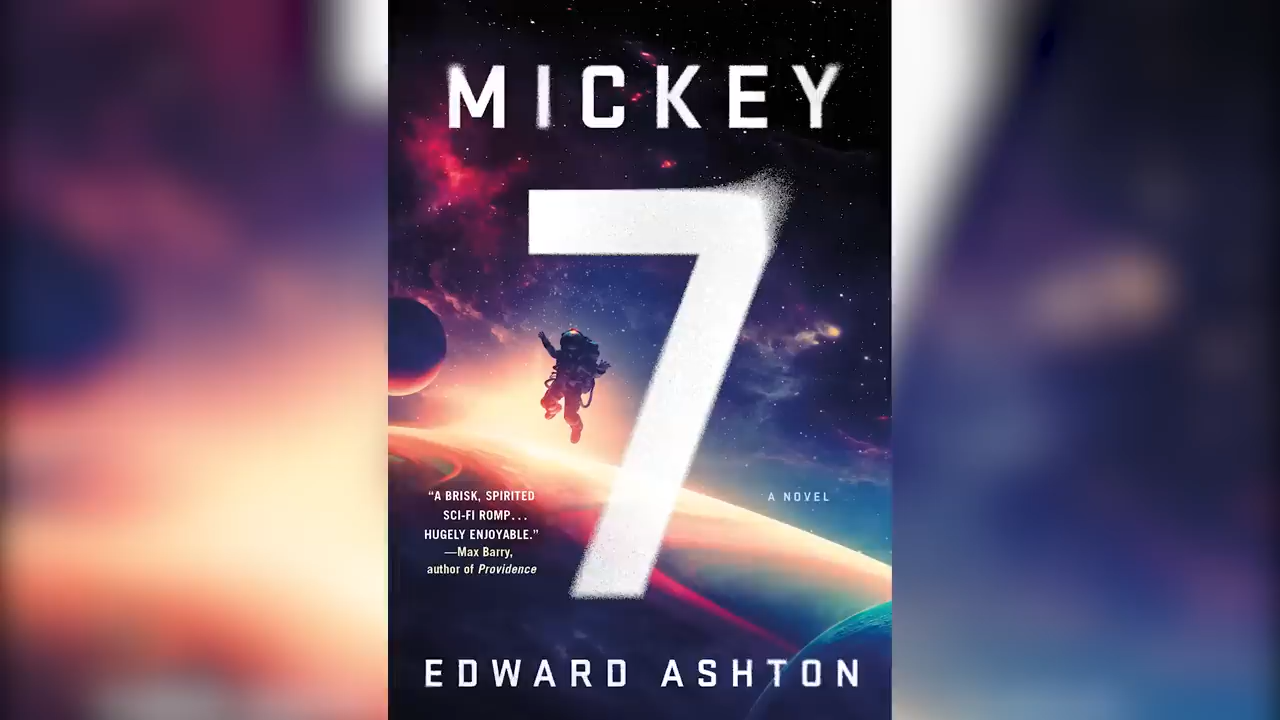 MICKEY
7
“A BRISK, SPIRITED
SCI-FI ROMP...
HUGELY ENJOYABLE.”
—Max Barry,
author of Providence
A NOVEL
EDWARD ASHTON